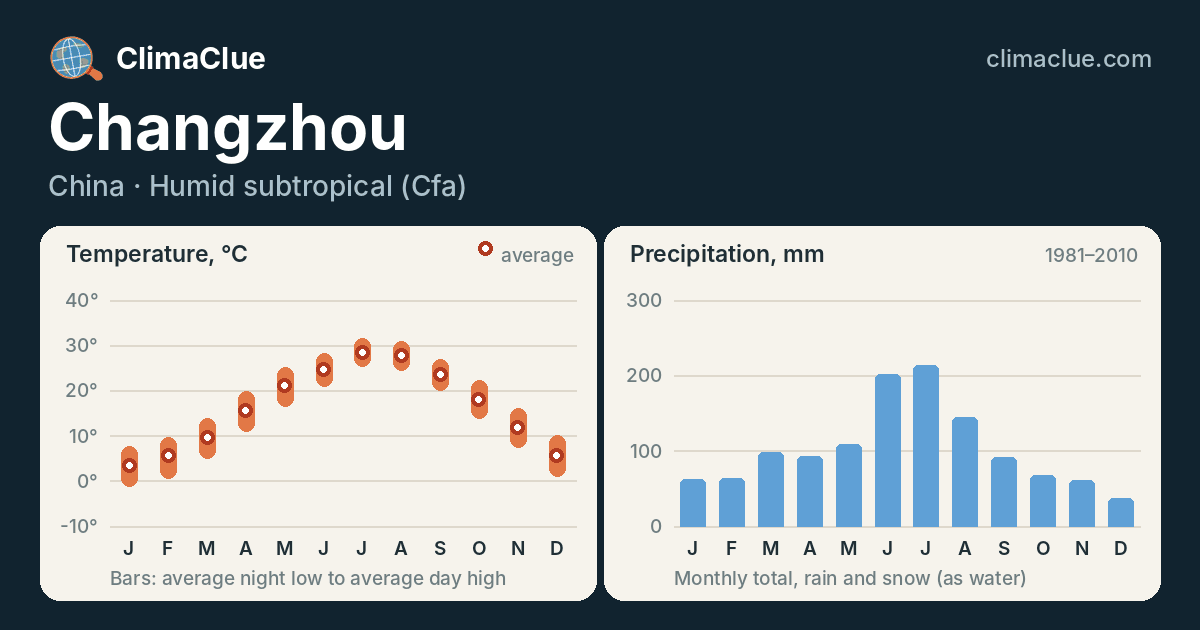 ClimaClue
climaclue.com
Changzhou
China · Humid subtropical (Cfa)
Temperature, °C
average
40°
30°
20°
10°
0°
-10°
J F M A M J J A S O N D
Bars: average night low to average day high
Precipitation, mm
1981–2010
300
200
100
0
J F M A M J J A S O N D
Monthly total, rain and snow (as water)